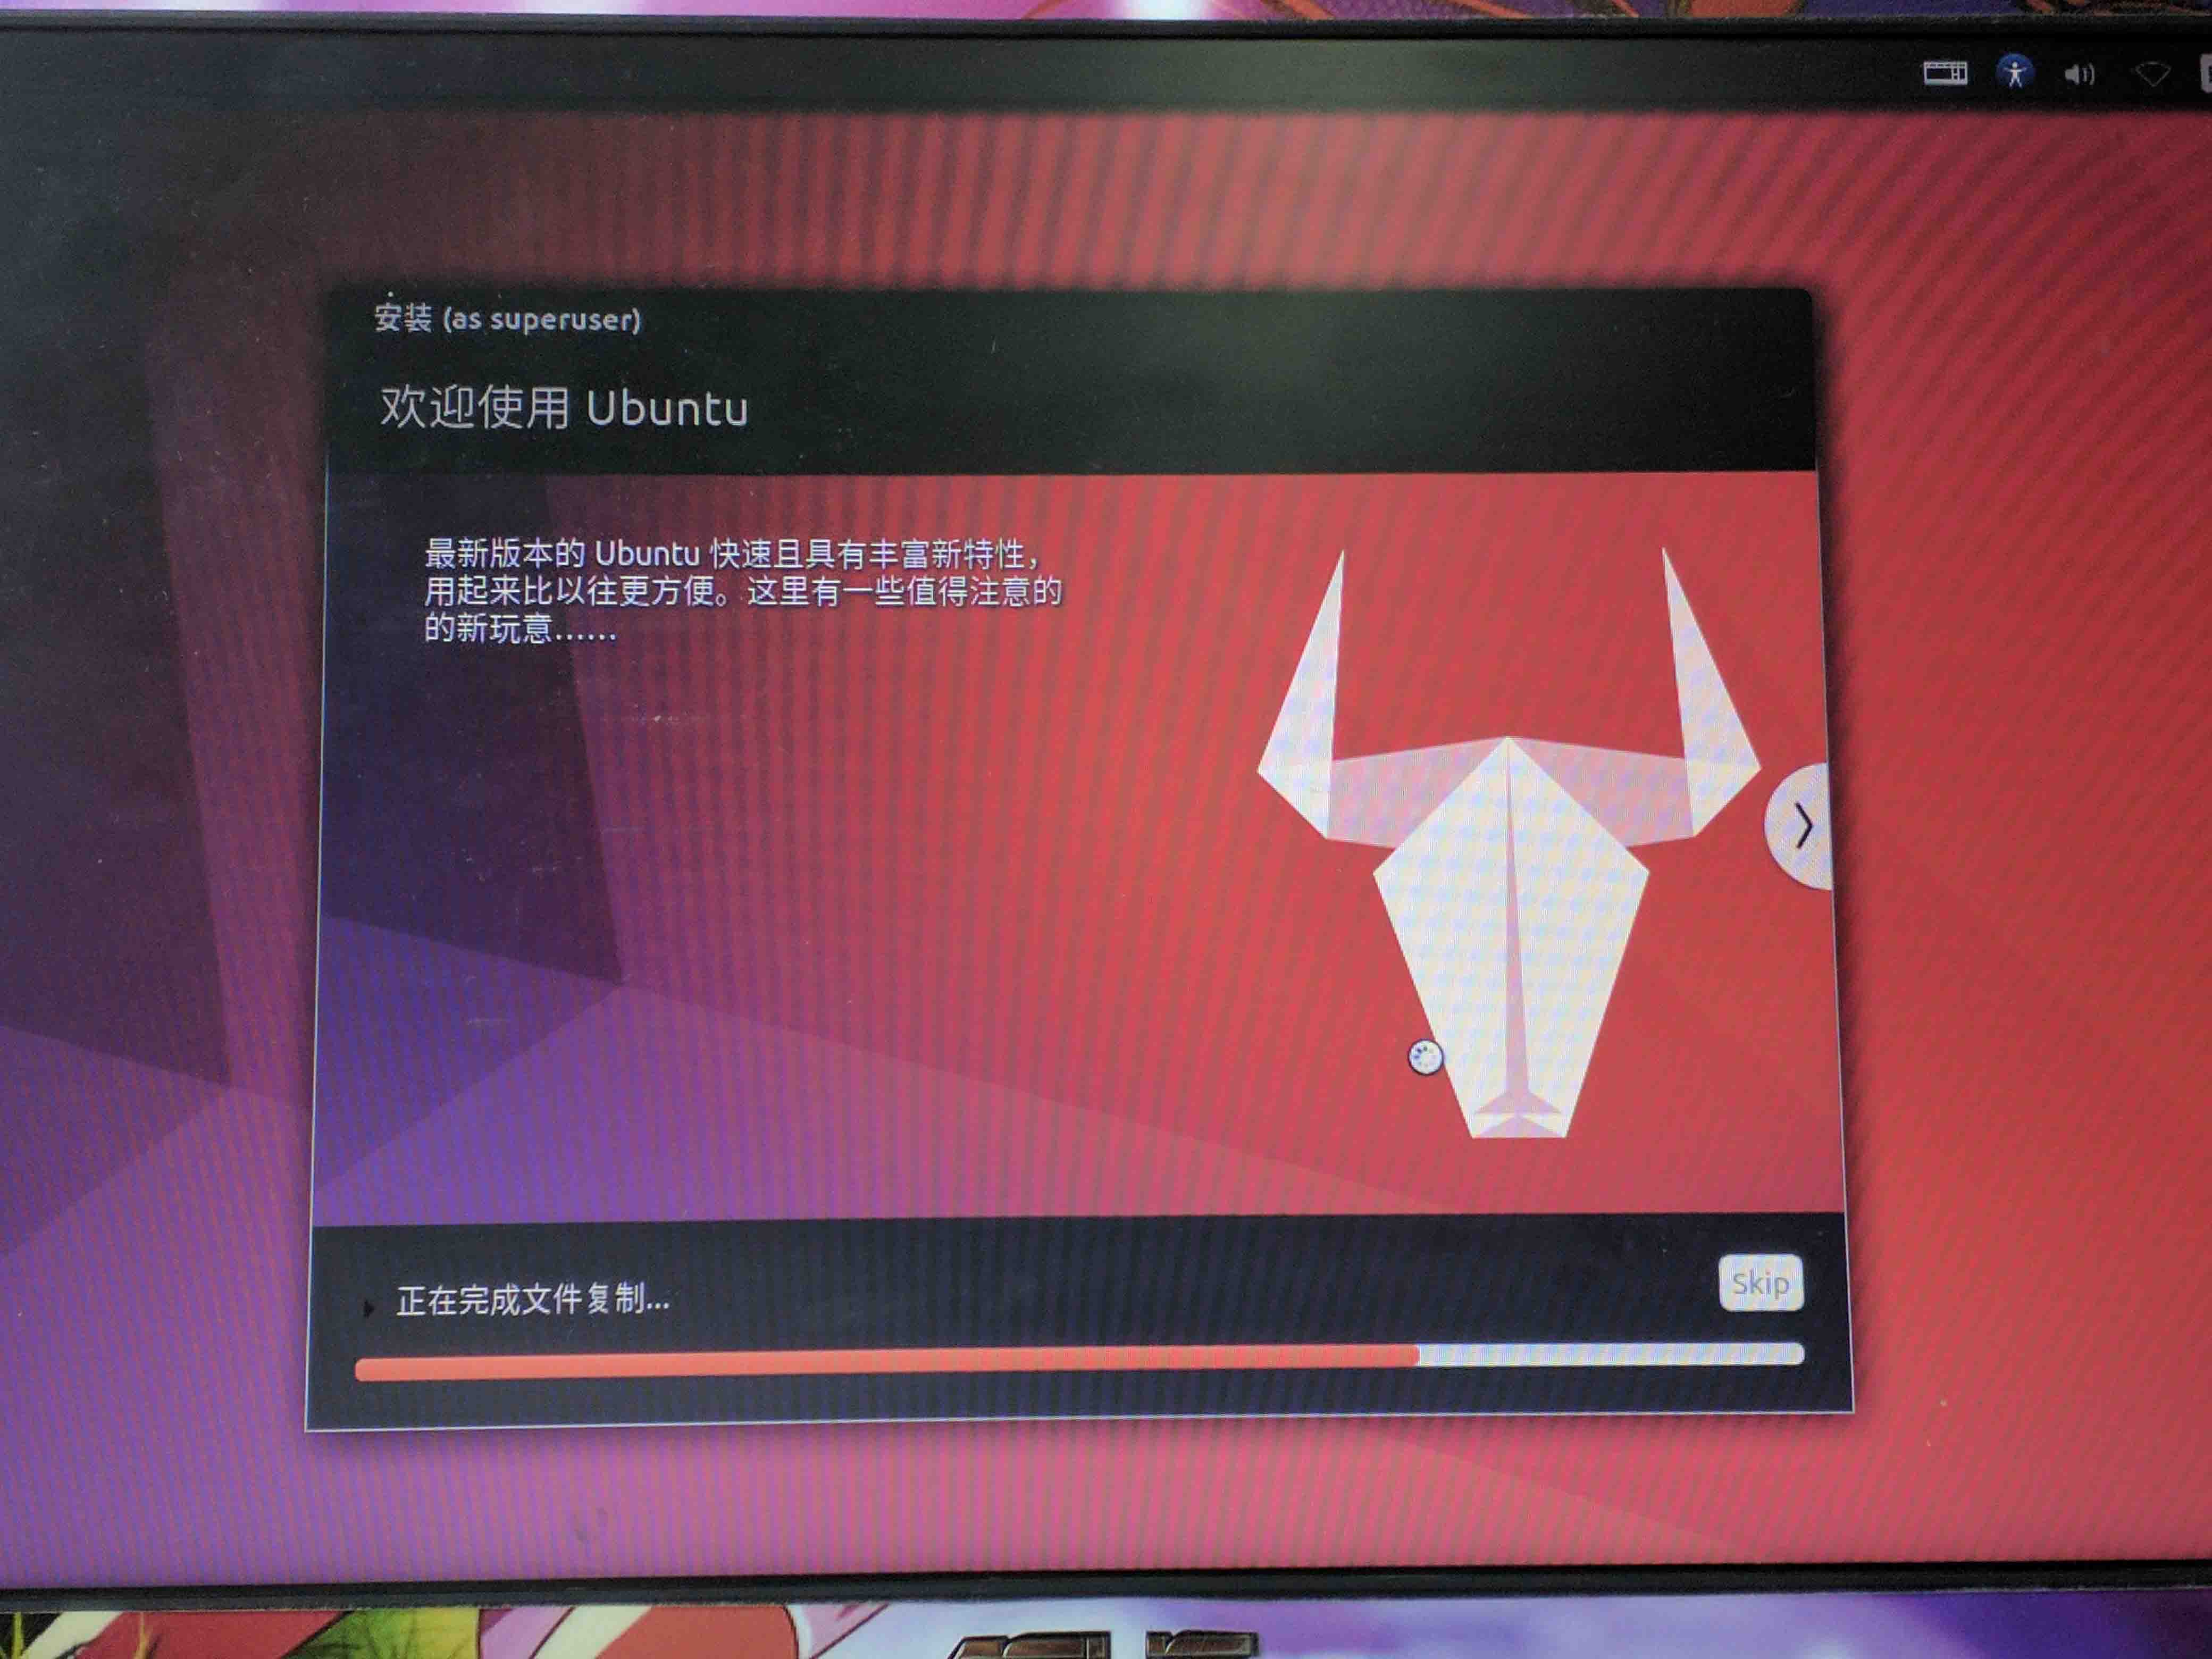 安装 (as superuser)
欢迎使用 Ubuntu
最新版本的 Ubuntu 快速且具有丰富新特性，
用起来比以往更方便。这里有一些值得注意的
的新玩意……
正在完成文件复制...
Skip